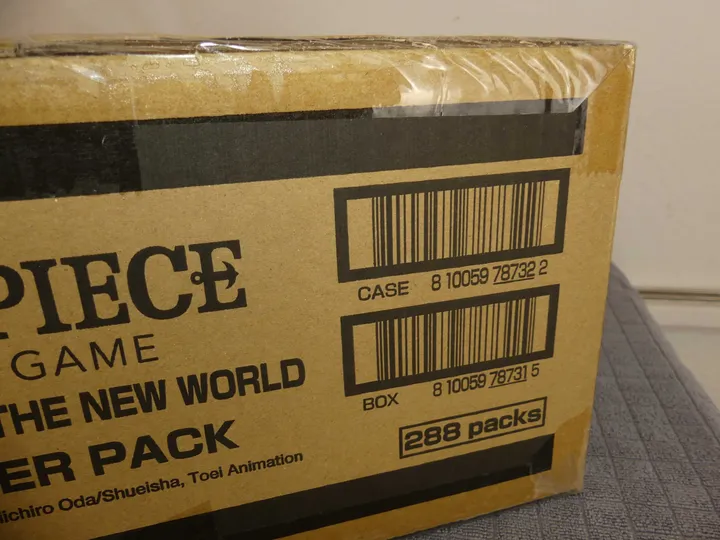 PIECE
GAME
THE NEW WORLD
ER PACK
iichiro Oda/Shueisha, Toei Animation
CASE 8 10059 78732 2
BOX 8 10059 78731 5
288 packs